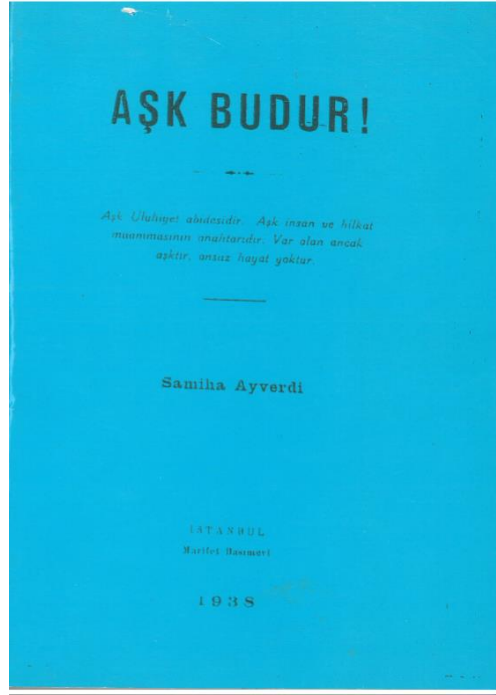 AŞK BUDUR!
Aşk Uluhiyet abidesidir. Aşk insan ve hilkat
muammasının anahtarıdır. Var olan ancak
aşktır, onsuz hayat yoktur.
Samiha Ayverdi
İSTANBUL
Marifet Basımevi
1938